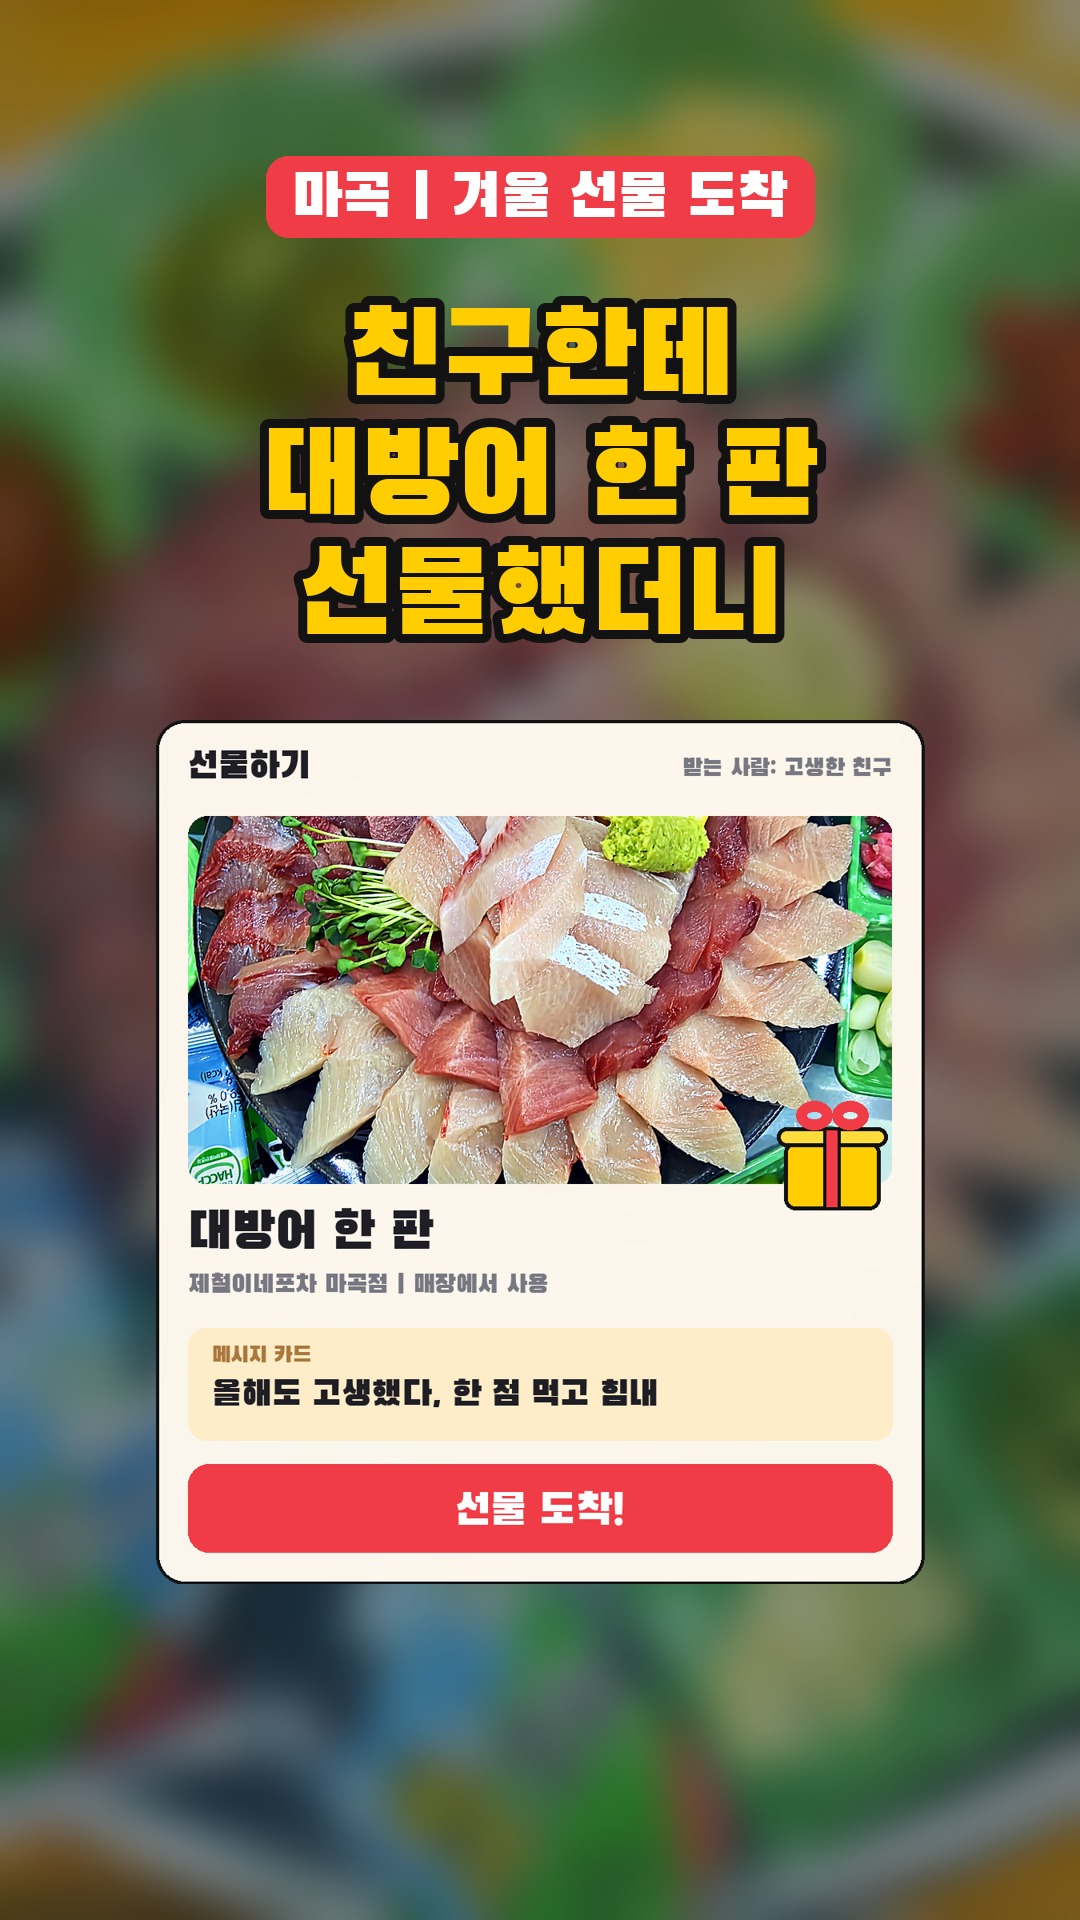 마곡 | 겨울 선물 도착
친구한테
대방어 한 판
선물했더니
선물하기
받는 사람: 고생한 친구
대방어 한 판
제철이네포차 마곡점 | 매장에서 사용
메시지 카드
올해도 고생했다, 한 점 먹고 힘내
선물 도착!